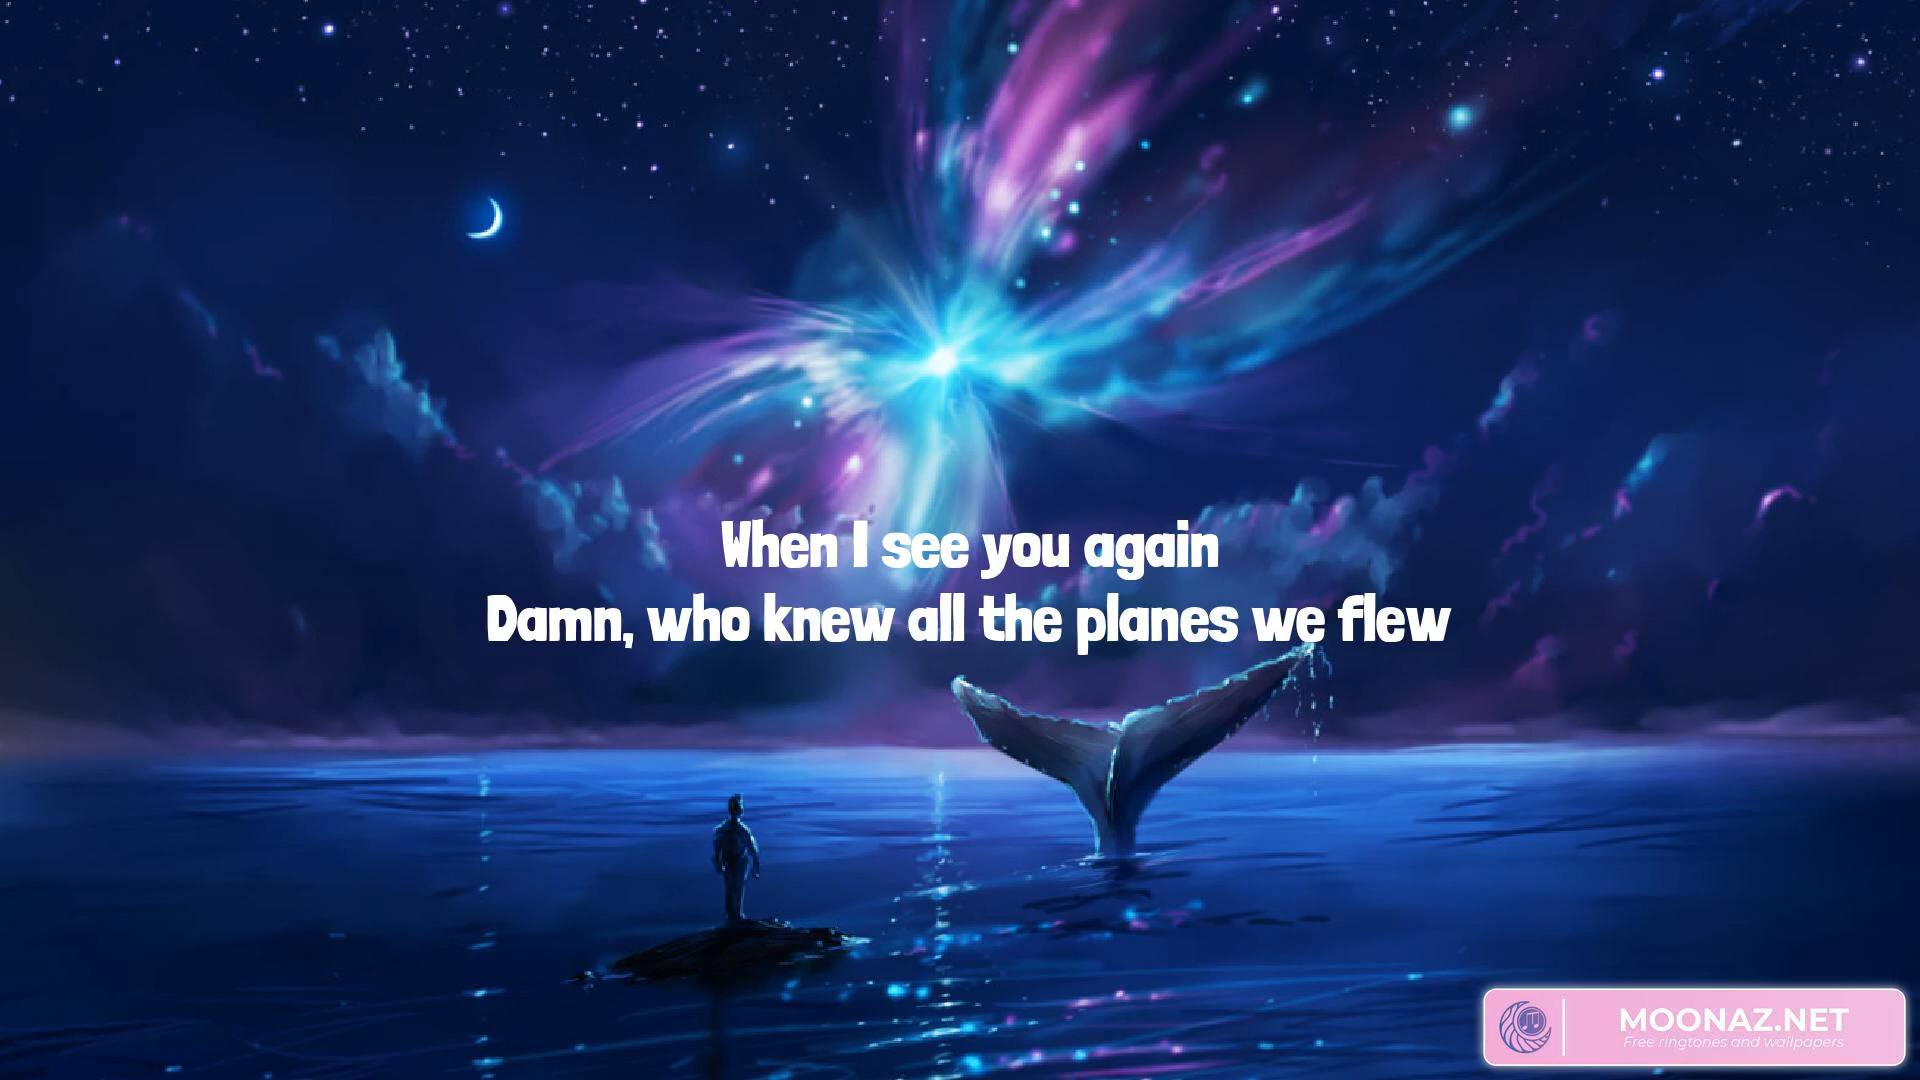 When I see you again
Damn, who knew all the planes we flew
MOONAZ.NET
Free ringtones and wallpapers